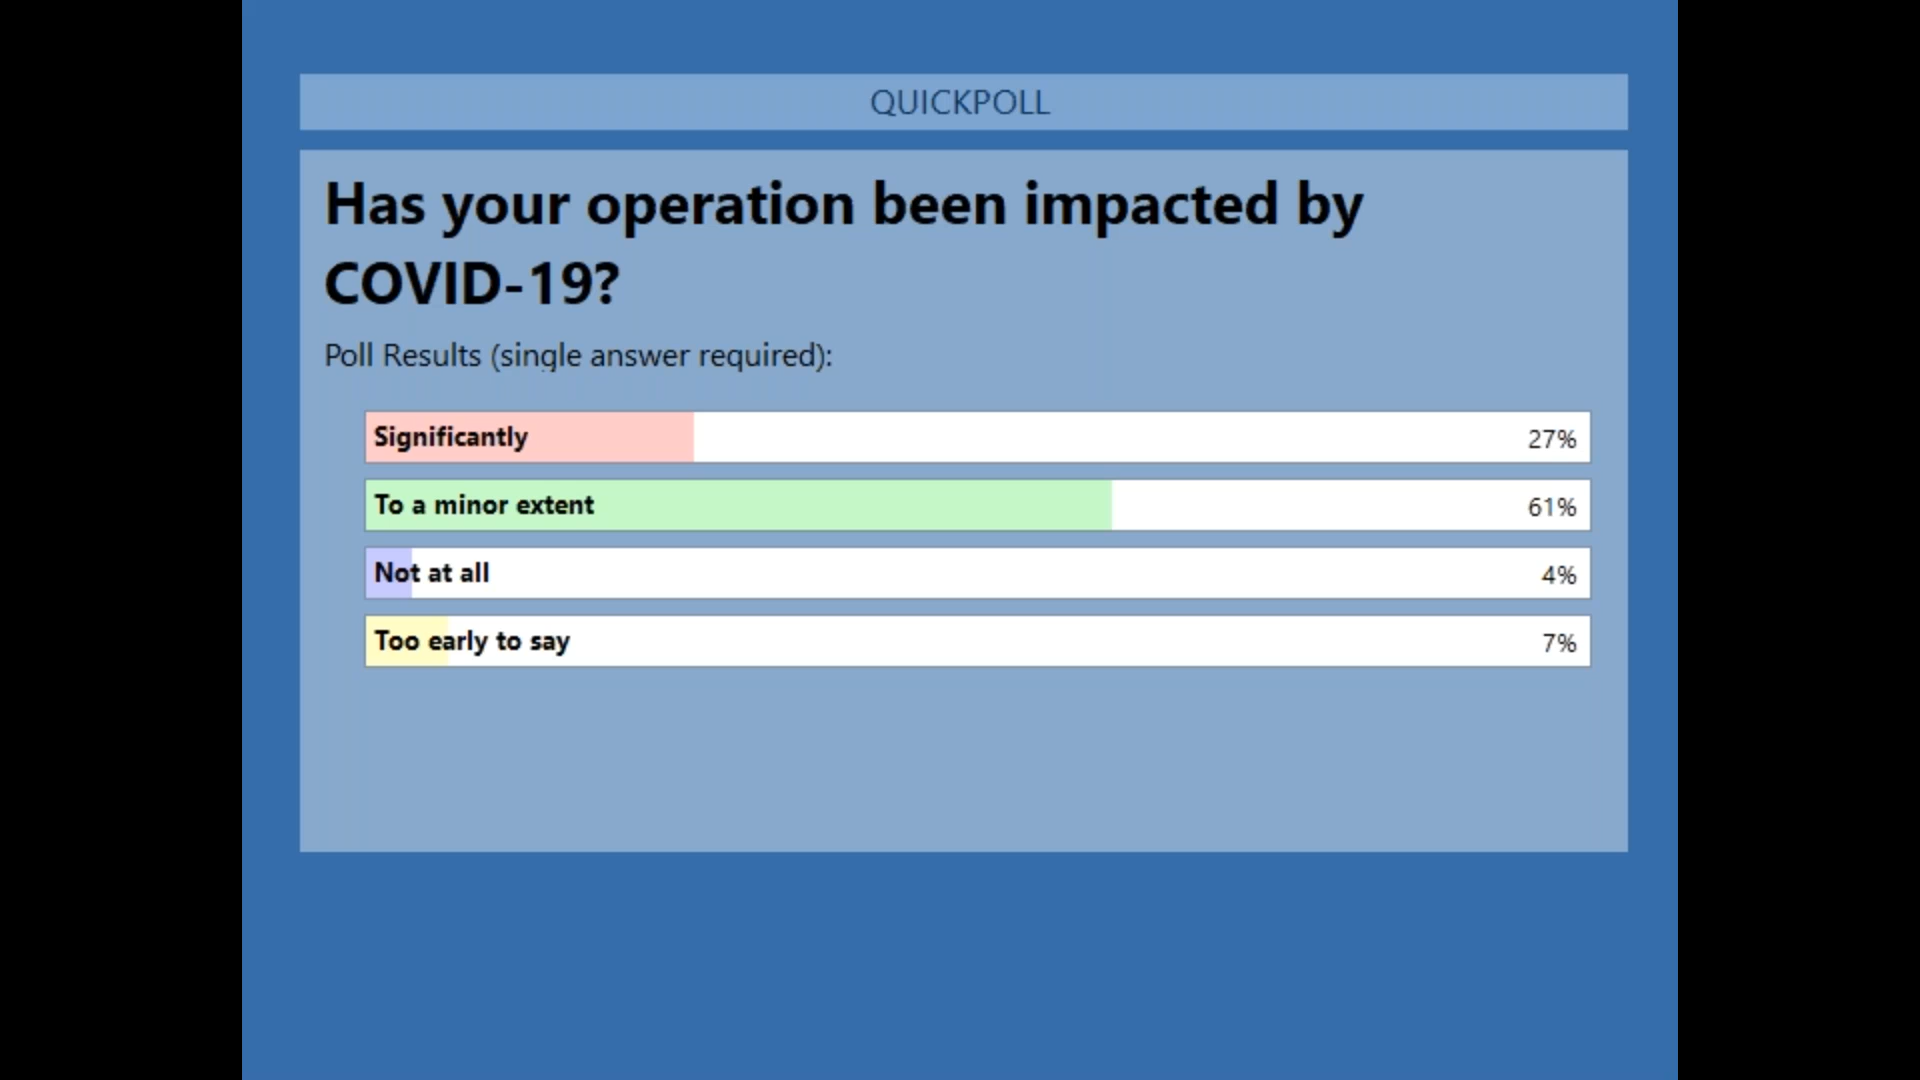 QUICKPOLL
Has your operation been impacted by
COVID-19?
Poll Results (single answer required):
Significantly 27%
To a minor extent 61%
Not at all 4%
Too early to say 7%